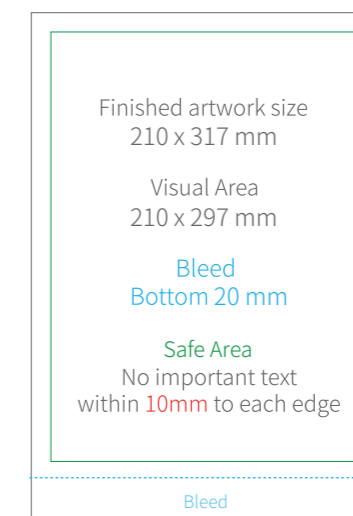 Finished artwork size
210 x 317 mm
Visual Area
210 x 297 mm
Bleed
Bottom 20 mm
Safe Area
No important text
within 10mm to each edge
Bleed